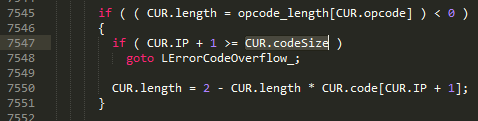 7545 if ( ( CUR.length = opcode_length[CUR.opcode] ) < 0 )
7546 {
7547 if ( CUR.IP + 1 >= CUR.codeSize )
7548 goto LErrorCodeOverflow_;
7549
7550 CUR.length = 2 - CUR.length * CUR.code[CUR.IP + 1];
7551 }